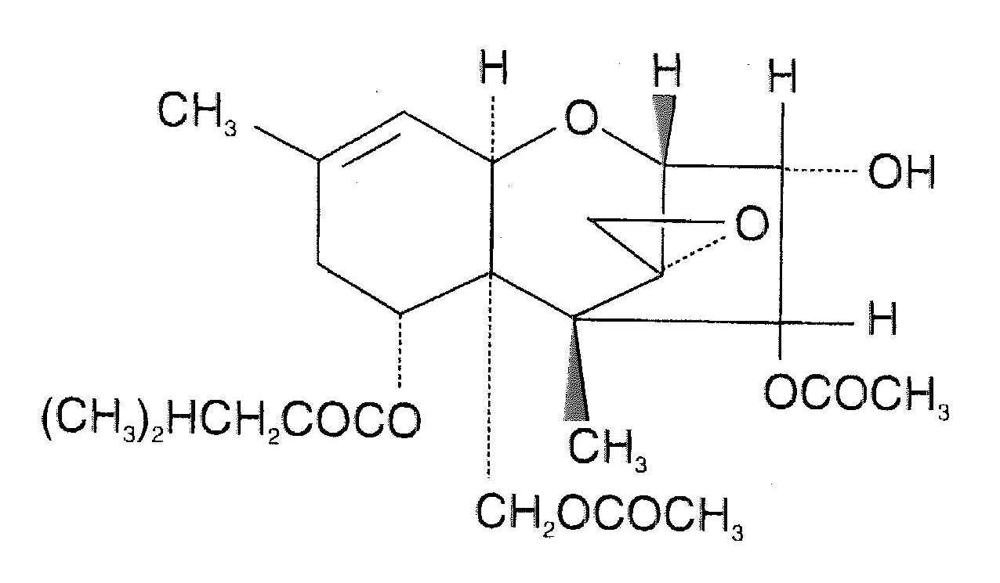 H
H
H
CH₃
O
OH
O
H
(CH₃)₂HCH₂COCO
OCOCH₃
CH₃
CH₂OCOCH₃